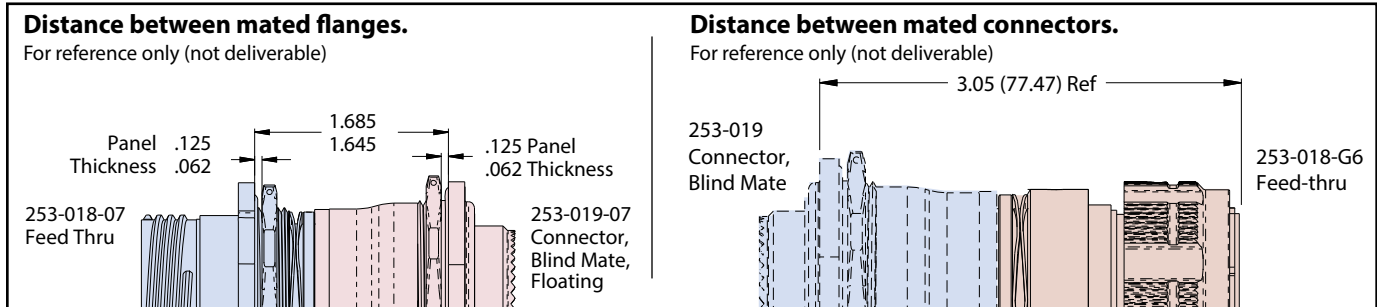 Distance between mated flanges.
For reference only (not deliverable)
1.685
1.645
Panel .125
Thickness .062
.125 Panel
.062 Thickness
253-018-07
Feed Thru
253-019-07
Connector,
Blind Mate,
Floating
Distance between mated connectors.
For reference only (not deliverable)
3.05 (77.47) Ref
253-019
Connector,
Blind Mate
253-018-G6
Feed-thru